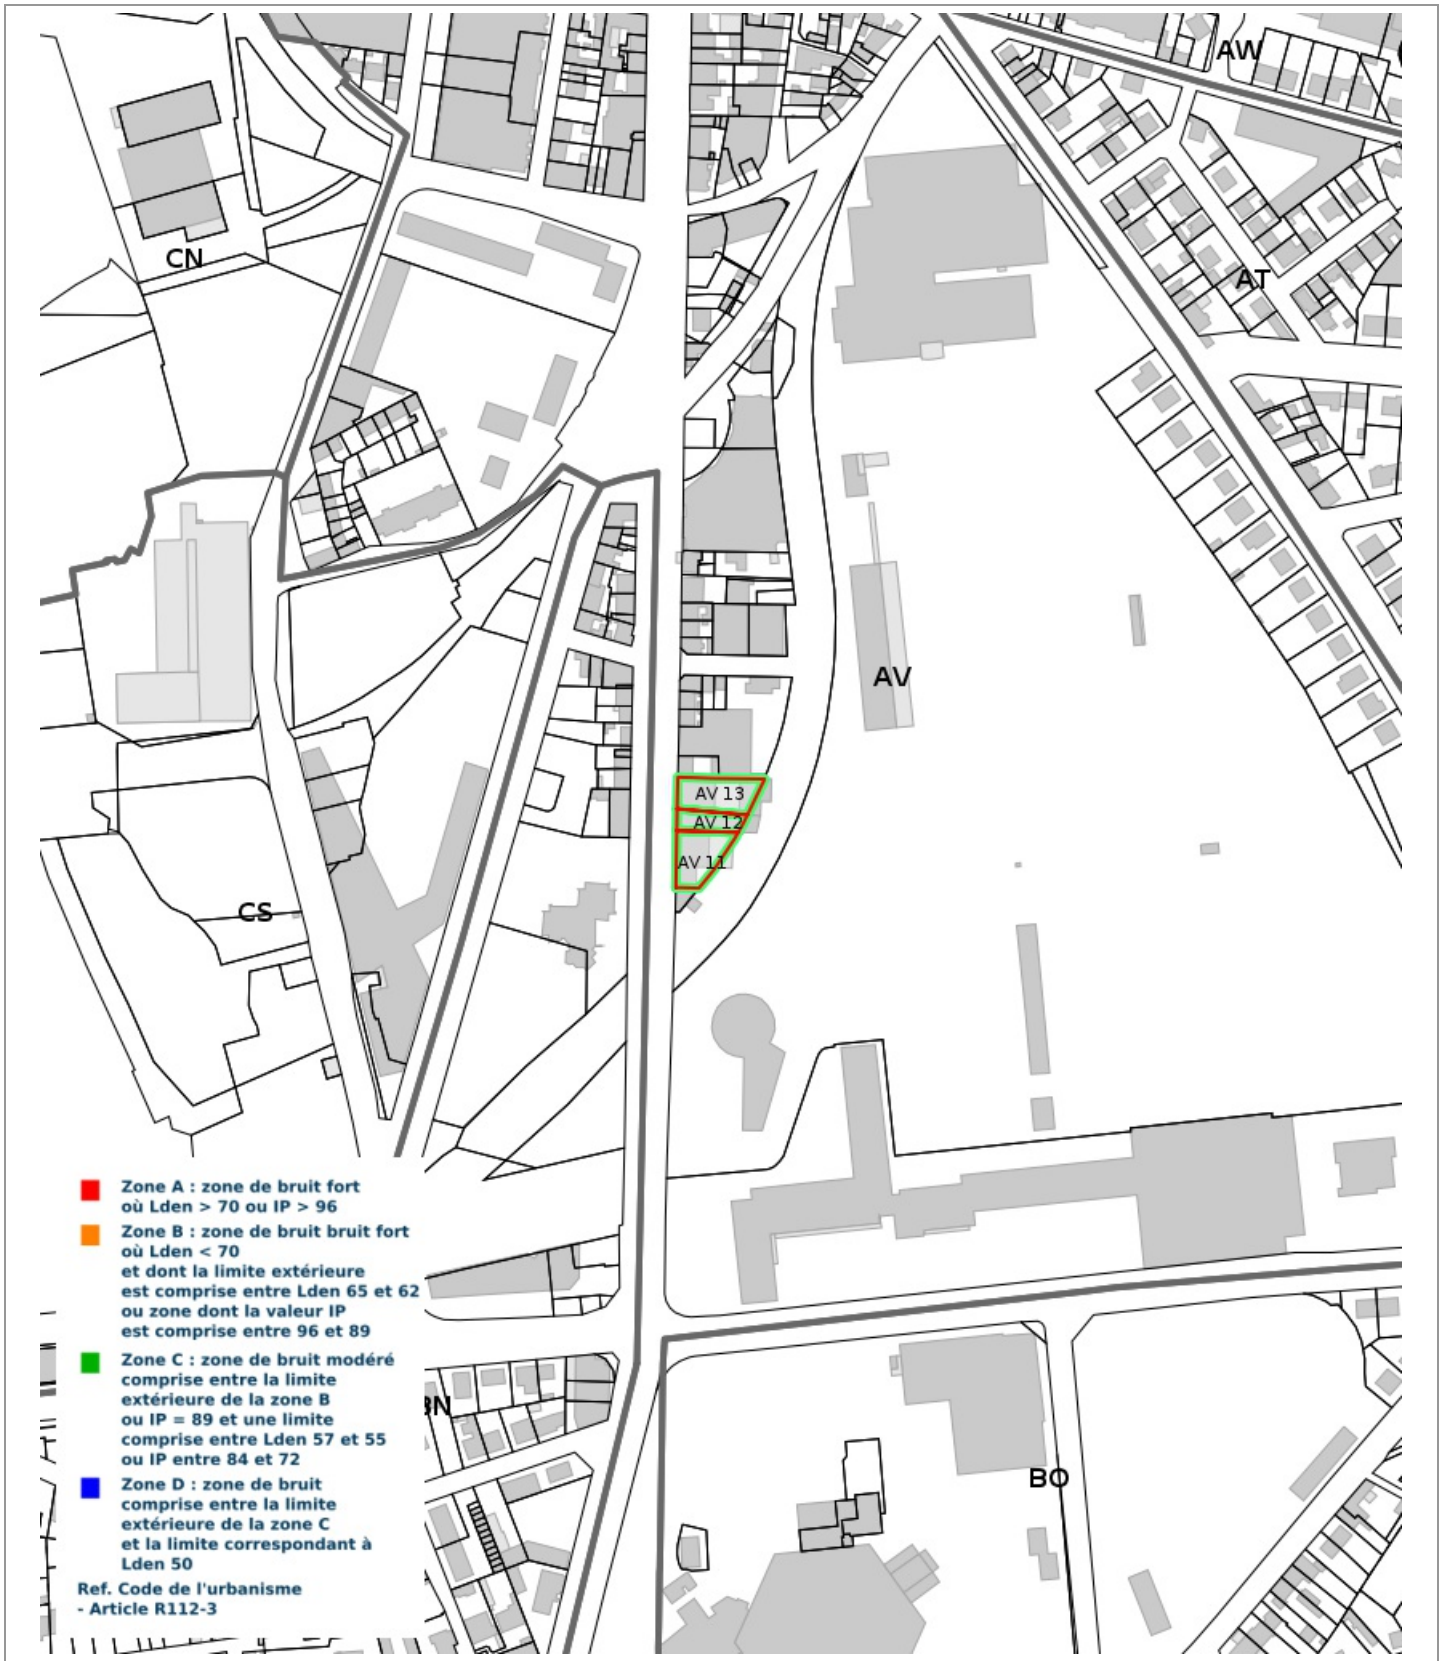 AW
CN
AT
AV
AV 13
AV 12
AV 11
CS
Zone A : zone de bruit fort
où Lden > 70 ou IP > 96
Zone B : zone de bruit bruit fort
où Lden < 70
et dont la limite extérieure
est comprise entre Lden 65 et 62
ou zone dont la valeur IP
est comprise entre 96 et 89
Zone C : zone de bruit modéré
comprise entre la limite
extérieure de la zone B
ou IP = 89 et une limite
comprise entre Lden 57 et 55
ou IP entre 84 et 72
Zone D : zone de bruit
comprise entre la limite
extérieure de la zone C
et la limite correspondant à
Lden 50
Ref. Code de l'urbanisme
- Article R112-3
BO